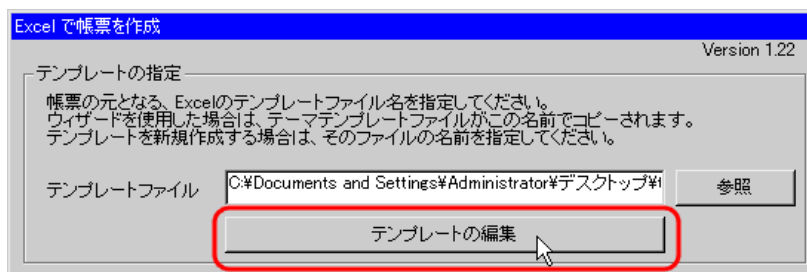 Excel で帳票を作成
Version 1.22
テンプレートの指定
帳票の元となる、Excelのテンプレートファイル名を指定してください。
ウィザードを使用した場合は、テーマテンプレートファイルがこの名前でコピーされます。
テンプレートを新規作成する場合は、そのファイルの名前を指定してください。
テンプレートファイル C:¥Documents and Settings¥Administrator¥デスクトップ¥ 参照
テンプレートの編集